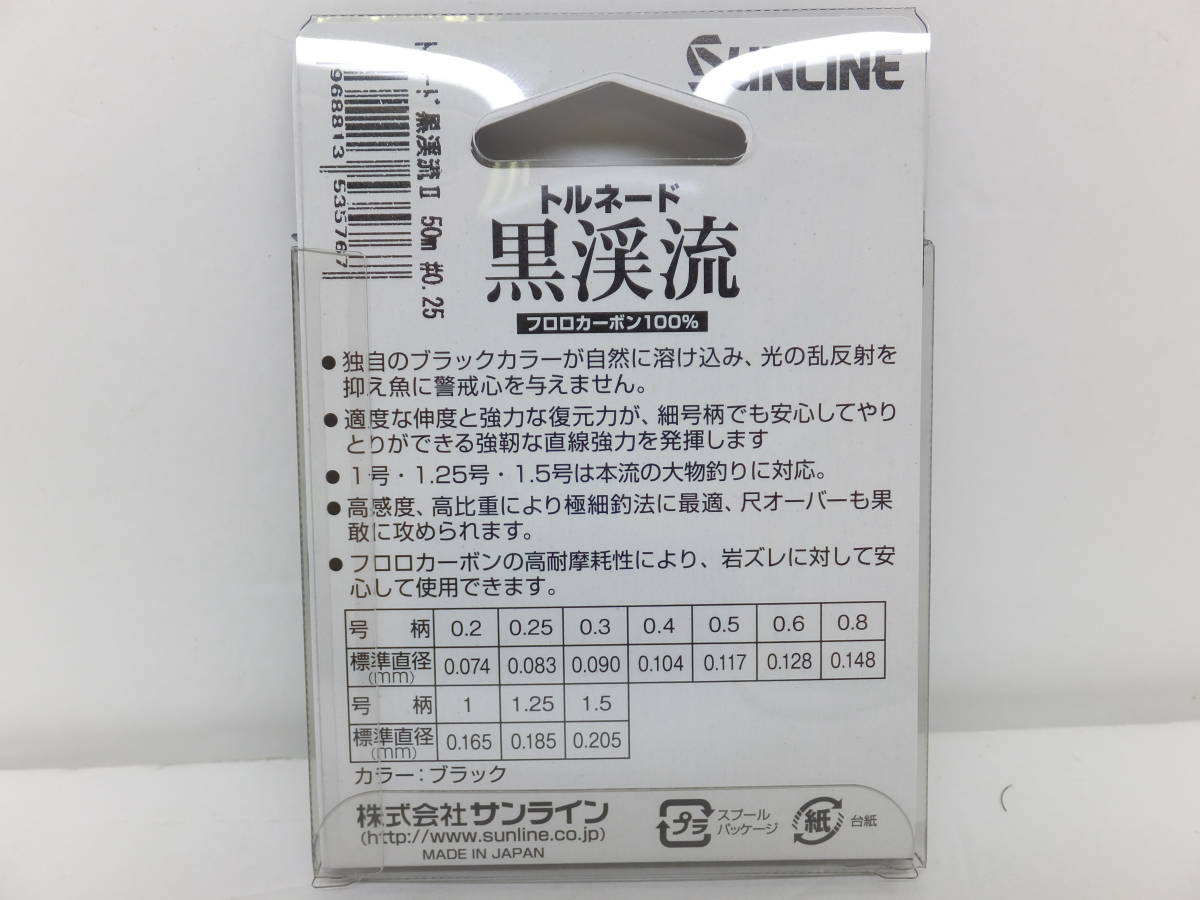 SUNLINE
968813 535767
黒渓流Ⅱ 50m #0.25
トルネード
黒渓流
フロロカーボン100%
● 独自のブラックカラーが自然に溶け込み、光の乱反射を
抑え魚に警戒心を与えません。
● 適度な伸度と強力な復元力が、細号柄でも安心してやり
とりができる強靭な直線強力を発揮します
● 1号・1.25号・1.5号は本流の大物釣りに対応。
● 高感度、高比重により極細釣法に最適、尺オーバーも果
敢に攻められます。
● フロロカーボンの高耐摩耗性により、岩ズレに対して安
心して使用できます。
号 柄 0.2 0.25 0.3 0.4 0.5 0.6 0.8
標準直径(mm) 0.074 0.083 0.090 0.104 0.117 0.128 0.148
号 柄 1 1.25 1.5
標準直径(mm) 0.165 0.185 0.205
カラー：ブラック
株式会社サンライン
(http://www.sunline.co.jp)
MADE IN JAPAN
プラ スプール
パッケージ
紙 台紙